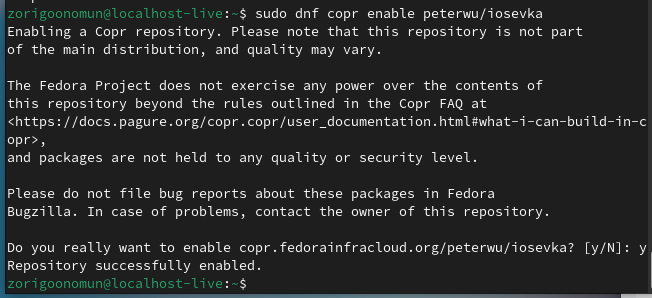 zorigoonomun@localhost-live:~$ sudo dnf copr enable peterwu/iosevka
Enabling a Copr repository. Please note that this repository is not part
of the main distribution, and quality may vary.

The Fedora Project does not exercise any power over the contents of
this repository beyond the rules outlined in the Copr FAQ at
<https://docs.pagure.org/copr.copr/user_documentation.html#what-i-can-build-in-c
opr>,
and packages are not held to any quality or security level.

Please do not file bug reports about these packages in Fedora
Bugzilla. In case of problems, contact the owner of this repository.

Do you really want to enable copr.fedorainfracloud.org/peterwu/iosevka? [y/N]: y
Repository successfully enabled.
zorigoonomun@localhost-live:~$